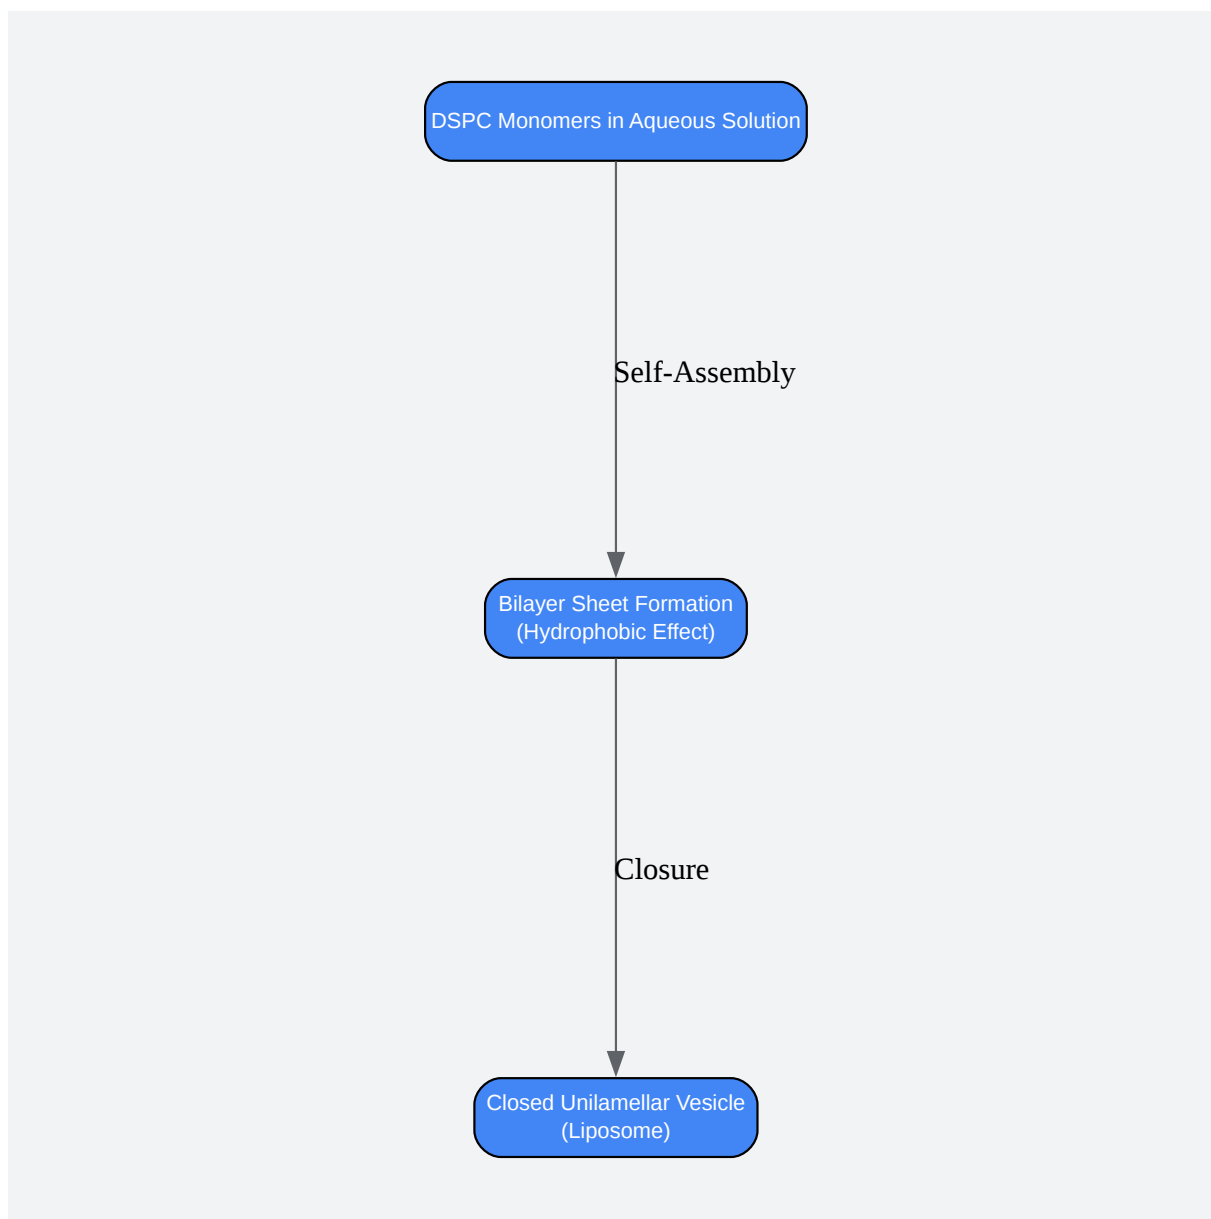 DSPC Monomers in Aqueous Solution
Self-Assembly
Bilayer Sheet Formation
(Hydrophobic Effect)
Closure
Closed Unilamellar Vesicle
(Liposome)